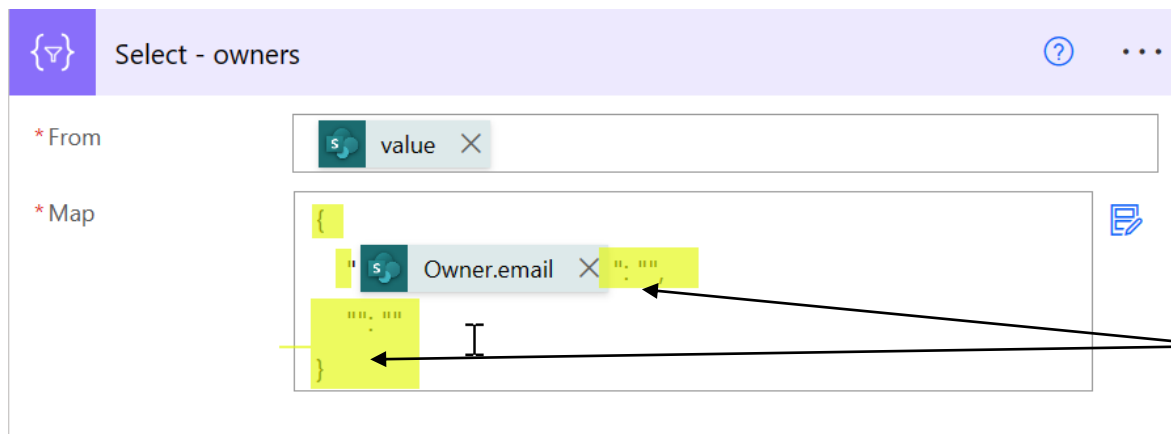 Select - owners
*From
value
*Map
{
" Owner.email ": "",
"": ""
}